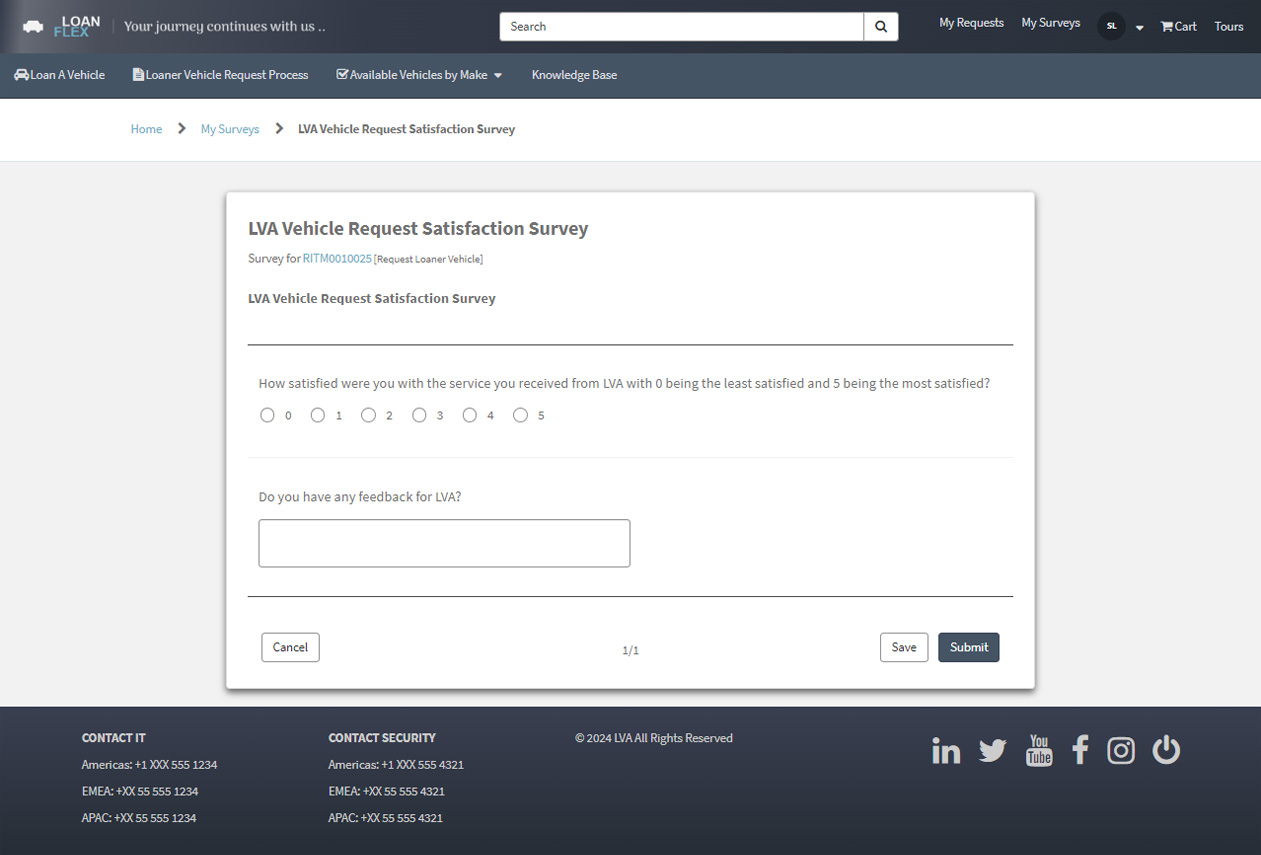 LOAN
FLEX
Your journey continues with us ..
Search
My Requests
My Surveys
SL
Cart
Tours
Loan A Vehicle
Loaner Vehicle Request Process
Available Vehicles by Make
Knowledge Base
Home
My Surveys
LVA Vehicle Request Satisfaction Survey
LVA Vehicle Request Satisfaction Survey
Survey for RITM0010025 [Request Loaner Vehicle]
LVA Vehicle Request Satisfaction Survey
How satisfied were you with the service you received from LVA with 0 being the least satisfied and 5 being the most satisfied?
0 1 2 3 4 5
Do you have any feedback for LVA?
Cancel
1/1
Save
Submit
CONTACT IT
Americas: +1 XXX 555 1234
EMEA: +XX 55 555 1234
APAC: +XX 55 555 1234
CONTACT SECURITY
Americas: +1 XXX 555 4321
EMEA: +XX 55 555 4321
APAC: +XX 55 555 4321
© 2024 LVA All Rights Reserved
in
You
Tube